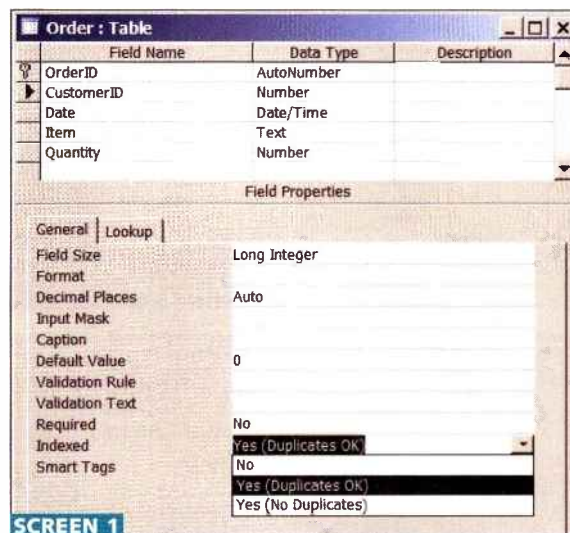 Order : Table
Field Name Data Type Description
OrderID AutoNumber
CustomerID Number
Date Date/Time
Item Text
Quantity Number
Field Properties
General Lookup
Field Size Long Integer
Format
Decimal Places Auto
Input Mask
Caption
Default Value 0
Validation Rule
Validation Text
Required No
Indexed Yes (Duplicates OK)
Smart Tags No
Yes (Duplicates OK)
Yes (No Duplicates)
SCREEN 1